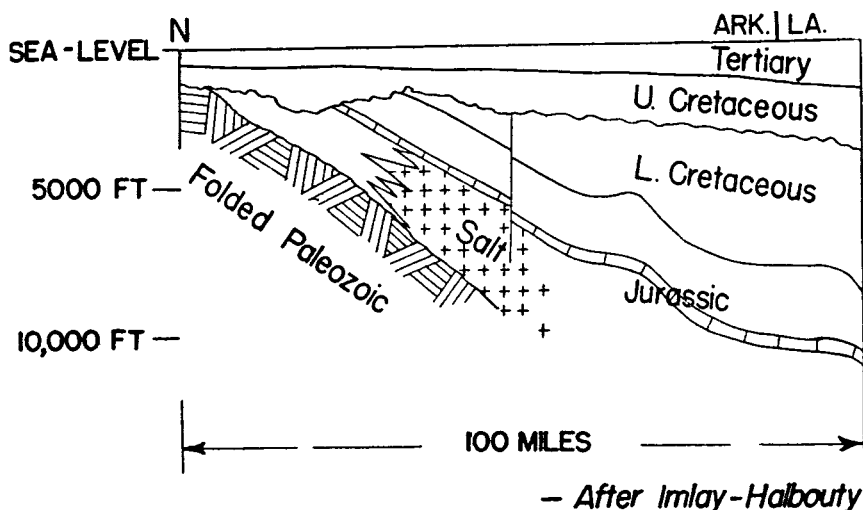 N
ARK. | LA.
SEA-LEVEL
Tertiary
U. Cretaceous
5000 FT
L. Cretaceous
Folded Paleozoic
Salt
Jurassic
10,000 FT
100 MILES
- After Imlay-Halbouty